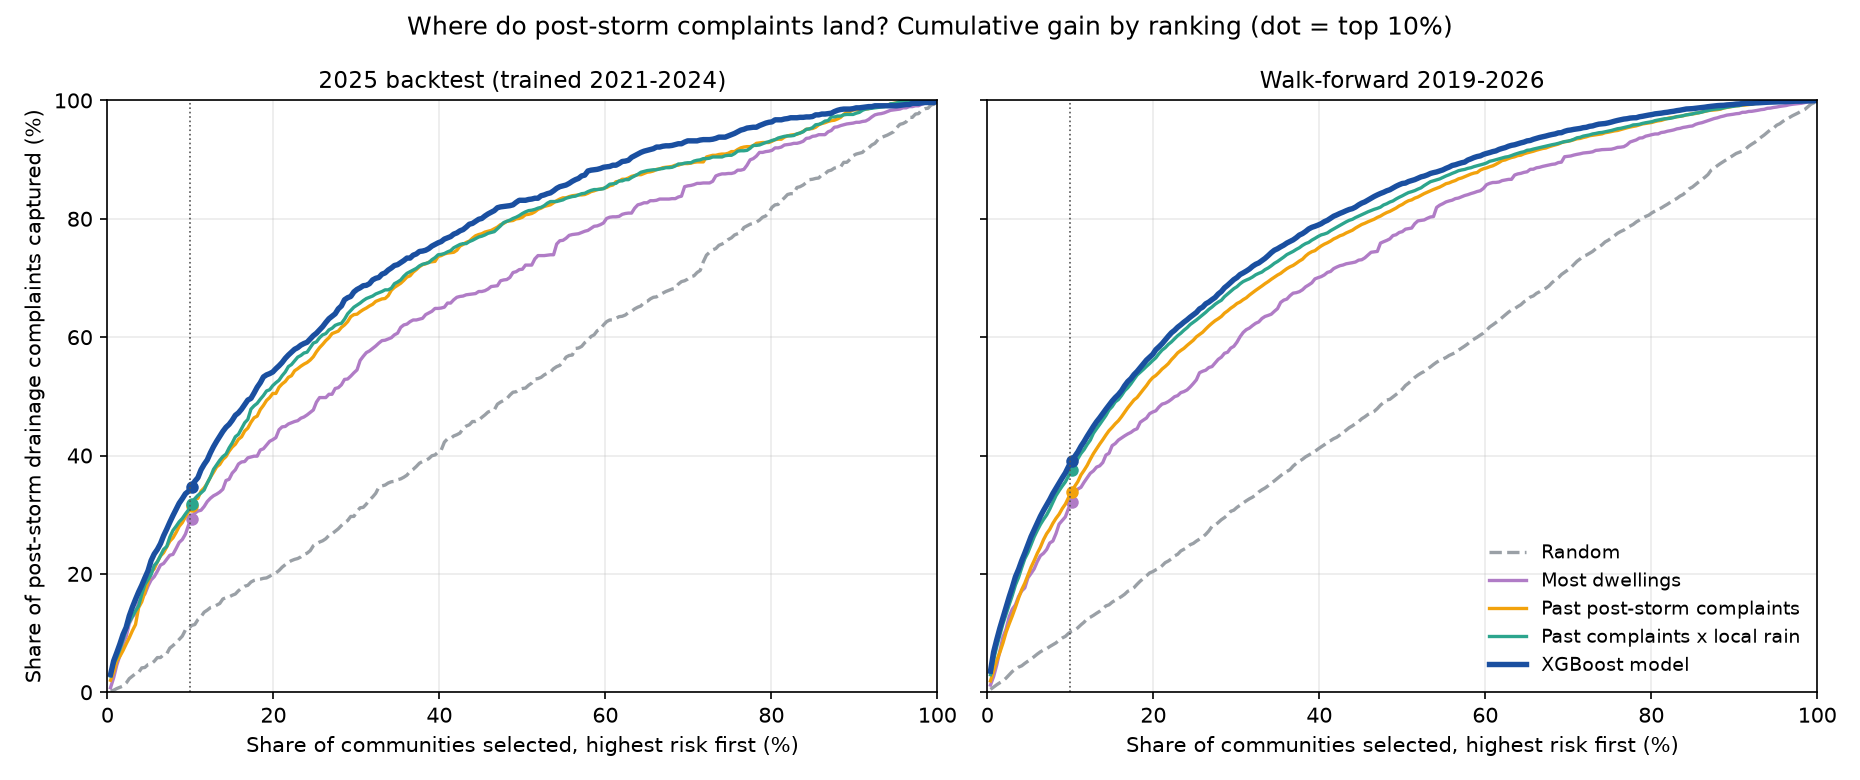 Where do post-storm complaints land? Cumulative gain by ranking (dot = top 10%)
2025 backtest (trained 2021-2024)
Share of post-storm drainage complaints captured (%)
100
80
60
40
20
0
0 20 40 60 80 100
Share of communities selected, highest risk first (%)
Walk-forward 2019-2026
Random
Most dwellings
Past post-storm complaints
Past complaints x local rain
XGBoost model
0 20 40 60 80 100
Share of communities selected, highest risk first (%)